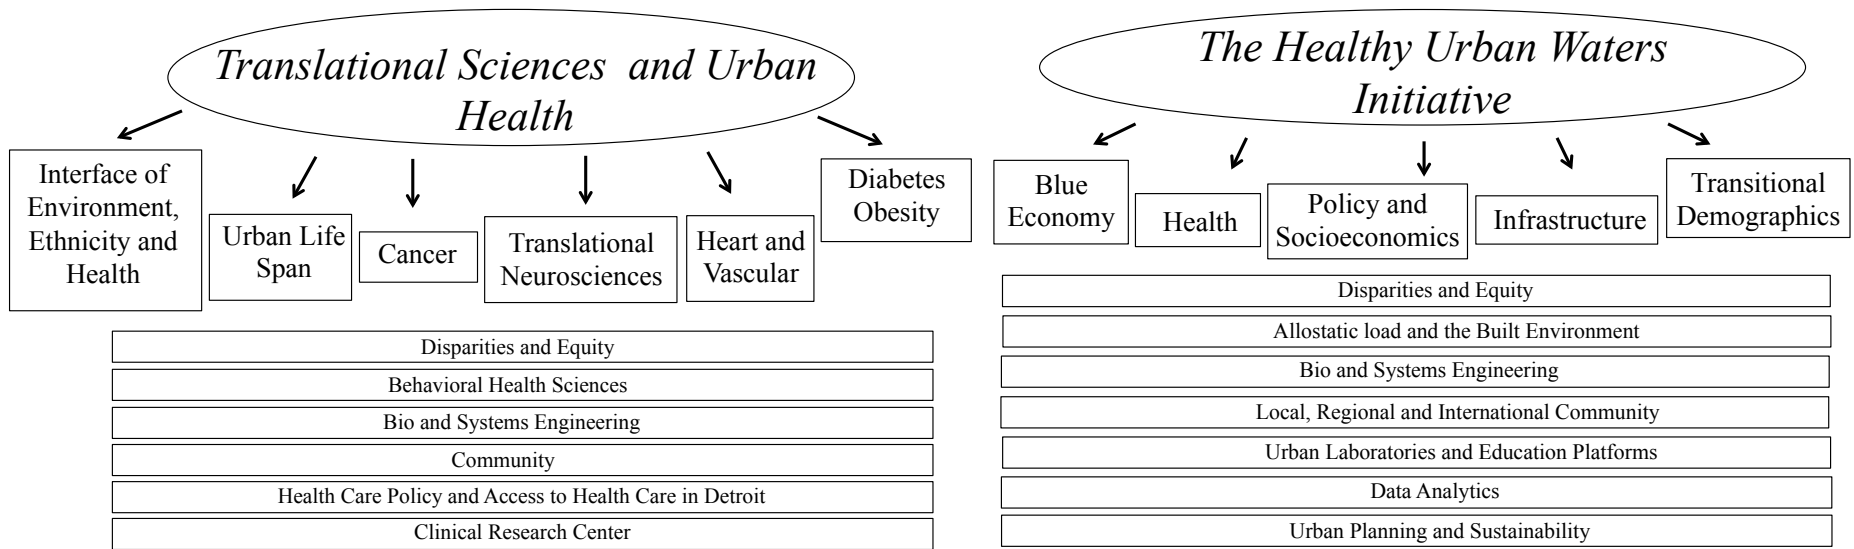 Translational Sciences and Urban
Health
Interface of
Environment,
Ethnicity and
Health
Urban Life
Span
Cancer
Translational
Neurosciences
Heart and
Vascular
Diabetes
Obesity
Disparities and Equity
Behavioral Health Sciences
Bio and Systems Engineering
Community
Health Care Policy and Access to Health Care in Detroit
Clinical Research Center
The Healthy Urban Waters
Initiative
Blue
Economy
Health
Policy and
Socioeconomics
Infrastructure
Transitional
Demographics
Disparities and Equity
Allostatic load and the Built Environment
Bio and Systems Engineering
Local, Regional and International Community
Urban Laboratories and Education Platforms
Data Analytics
Urban Planning and Sustainability